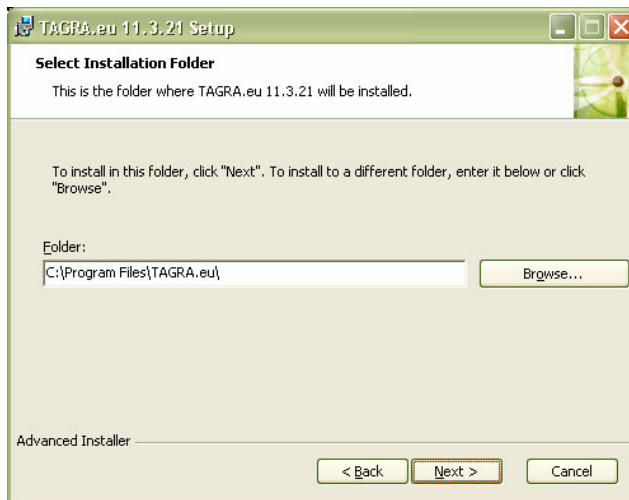 TAGRA.eu 11.3.21 Setup
Select Installation Folder
This is the folder where TAGRA.eu 11.3.21 will be installed.
To install in this folder, click "Next". To install to a different folder, enter it below or click
"Browse".
Folder:
C:\Program Files\TAGRA.eu\
Browse...
Advanced Installer
< Back
Next >
Cancel